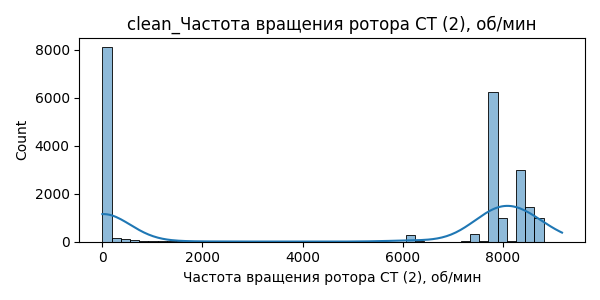 clean_Частота вращения ротора СТ (2), об/мин
8000
6000
4000
2000
0
Count
0 2000 4000 6000 8000
Частота вращения ротора СТ (2), об/мин